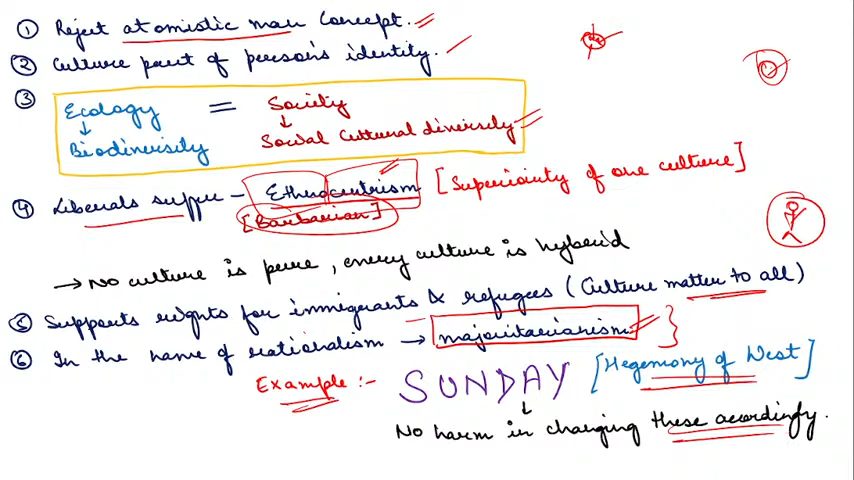 ① Reject atomistic man Concept.
② Culture part of person's identity.
③ Ecology = Society
↓ ↓
Biodiversity Social Cultural diversity
④ Liberals suffer - Ethnocentrism [Superiority of one culture]
[Barbarian]
→ No culture is pure, every culture is hybrid
⑤ Supports rights for immigrants & refugees (Culture matter to all)
⑥ In the name of rationalism → majoritarianism }
Example :- SUNDAY [Hegemony of West]
↓
No harm in changing these accordingly.